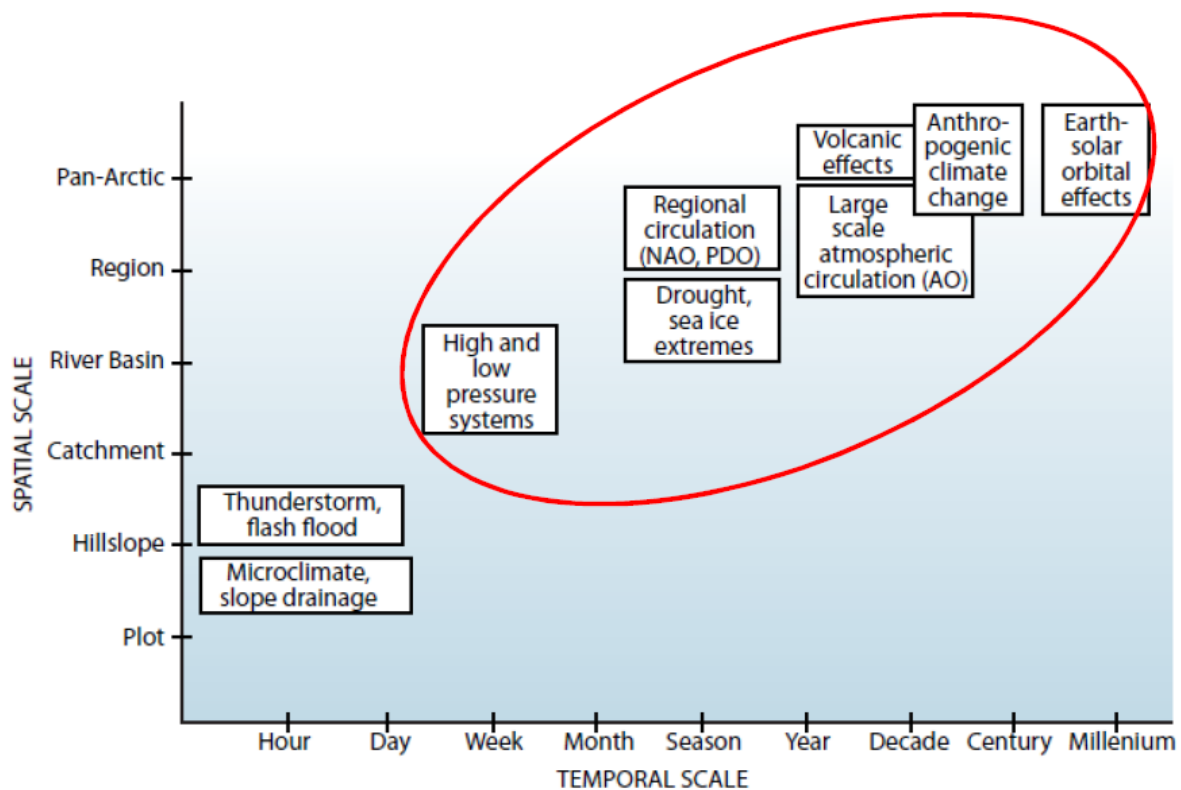 Volcanic
effects
Anthro-
pogenic
climate
change
Earth-
solar
orbital
effects
Pan-Arctic
Regional
circulation
(NAO, PDO)
Large
scale
atmospheric
circulation (AO)
Region
Drought,
sea ice
extremes
High and
low
pressure
systems
River Basin
SPATIAL SCALE
Catchment
Thunderstorm,
flash flood
Hillslope
Microclimate,
slope drainage
Plot
Hour Day Week Month Season Year Decade Century Millenium
TEMPORAL SCALE